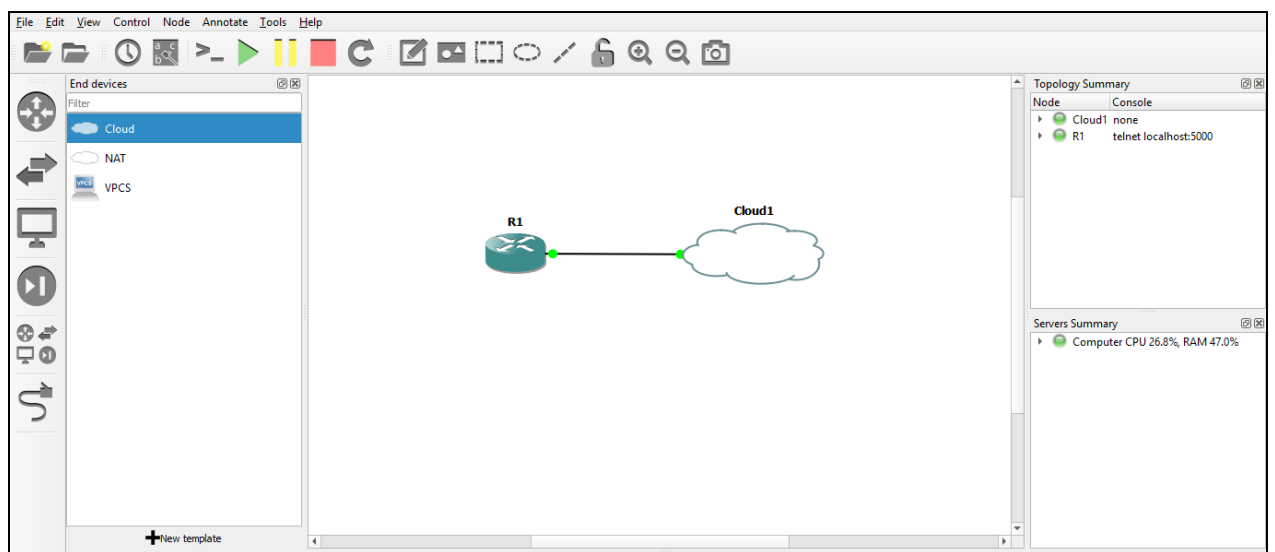 File Edit View Control Node Annotate Tools Help
End devices
Filter
Cloud
NAT
VPCS
New template
R1
Cloud1
Topology Summary
Node Console
Cloud1 none
R1 telnet localhost:5000
Servers Summary
Computer CPU 26.8%, RAM 47.0%